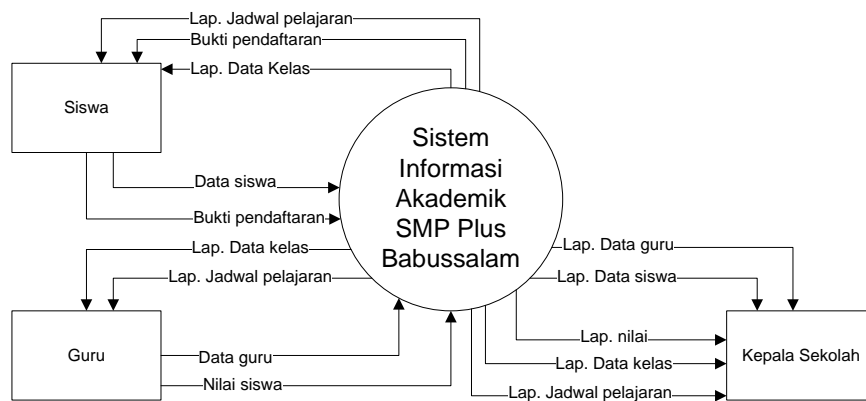 Lap. Jadwal pelajaran
Bukti pendaftaran
Lap. Data Kelas
Siswa
Sistem
Informasi
Akademik
SMP Plus
Babussalam
Data siswa
Bukti pendaftaran
Lap. Data kelas
Lap. Jadwal pelajaran
Guru
Data guru
Nilai siswa
Lap. Data guru
Lap. Data siswa
Lap. nilai
Lap. Data kelas
Lap. Jadwal pelajaran
Kepala Sekolah